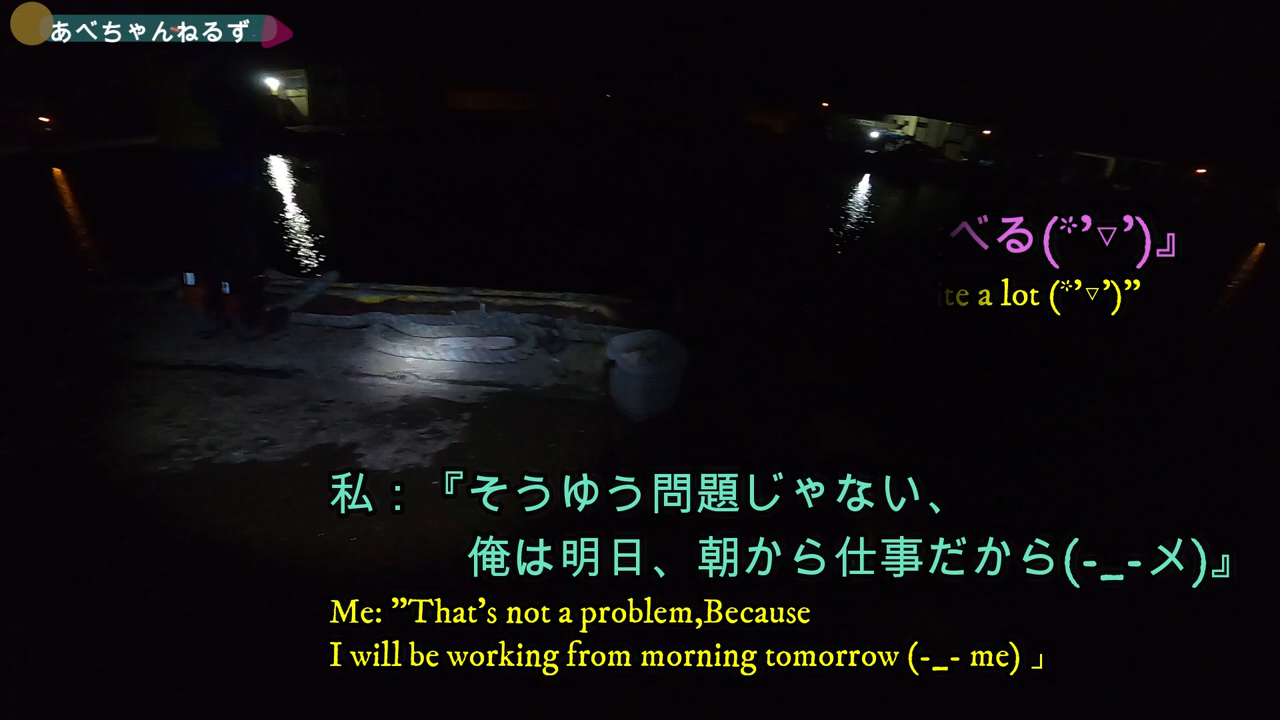 あべちゃんねるず
べる(*’▽’)』
te a lot (*’▽’)”
私：『そうゆう問題じゃない、
俺は明日、朝から仕事だから(-_-メ)』
Me: ”That’s not a problem,Because
I will be working from morning tomorrow (-_- me) 」